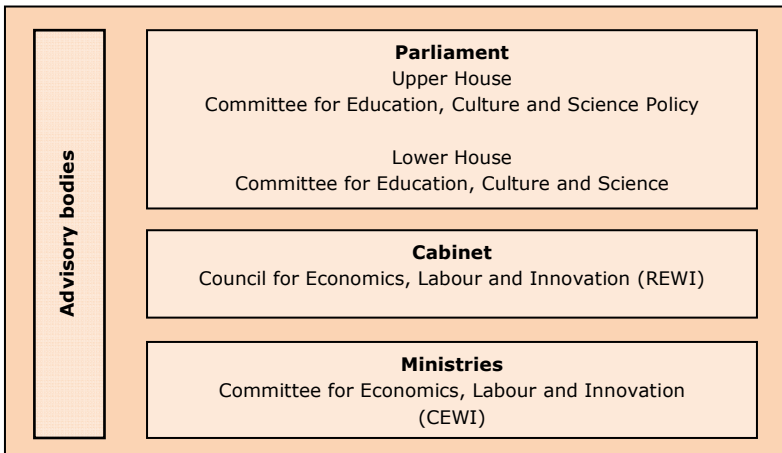 Advisory bodies
Parliament
Upper House
Committee for Education, Culture and Science Policy
Lower House
Committee for Education, Culture and Science
Cabinet
Council for Economics, Labour and Innovation (REWI)
Ministries
Committee for Economics, Labour and Innovation
(CEWI)